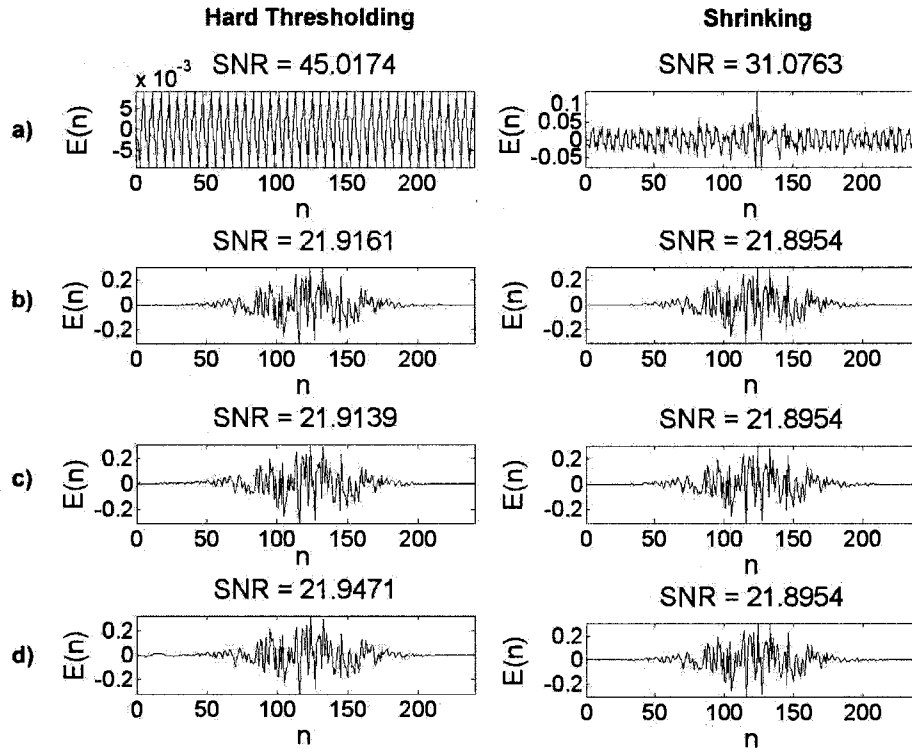 Hard Thresholding Shrinking
SNR = 45.0174 SNR = 31.0763
x 10⁻³
a) E(n) 5 0 -5 E(n) 0.1 0.05 0 -0.05
0 50 100 150 200 0 50 100 150 200
n n
SNR = 21.9161 SNR = 21.8954
b) E(n) 0.2 0 -0.2 E(n) 0.2 0 -0.2
0 50 100 150 200 0 50 100 150 200
n n
SNR = 21.9139 SNR = 21.8954
c) E(n) 0.2 0 -0.2 E(n) 0.2 0 -0.2
0 50 100 150 200 0 50 100 150 200
n n
SNR = 21.9471 SNR = 21.8954
d) E(n) 0.2 0 -0.2 E(n) 0.2 0 -0.2
0 50 100 150 200 0 50 100 150 200
n n